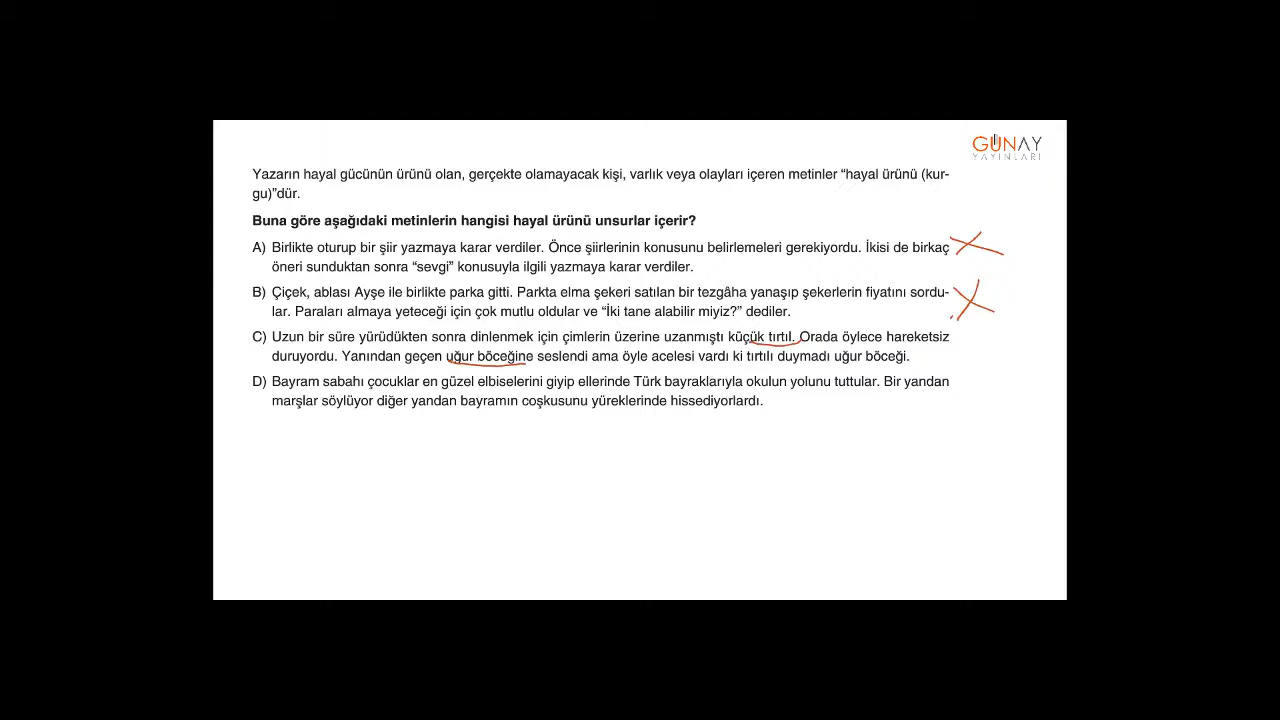 GÜNAY
YAYINLARI
Yazarın hayal gücünün ürünü olan, gerçekte olamayacak kişi, varlık veya olayları içeren metinler “hayal ürünü (kur-
gu)”dür.
Buna göre aşağıdaki metinlerin hangisi hayal ürünü unsurlar içerir?
A) Birlikte oturup bir şiir yazmaya karar verdiler. Önce şiirlerinin konusunu belirlemeleri gerekiyordu. İkisi de birkaç
öneri sunduktan sonra “sevgi” konusuyla ilgili yazmaya karar verdiler.
B) Çiçek, ablası Ayşe ile birlikte parka gitti. Parkta elma şekeri satılan bir tezgâha yanaşıp şekerlerin fiyatını sordu-
lar. Paraları almaya yeteceği için çok mutlu oldular ve “İki tane alabilir miyiz?” dediler.
C) Uzun bir süre yürüdükten sonra dinlenmek için çimlerin üzerine uzanmıştı küçük tırtıl. Orada öylece hareketsiz
duruyordu. Yanından geçen uğur böceğine seslendi ama öyle acelesi vardı ki tırtılı duymadı uğur böceği.
D) Bayram sabahı çocuklar en güzel elbiselerini giyip ellerinde Türk bayraklarıyla okulun yolunu tuttular. Bir yandan
marşlar söylüyor diğer yandan bayramın coşkusunu yüreklerinde hissediyorlardı.